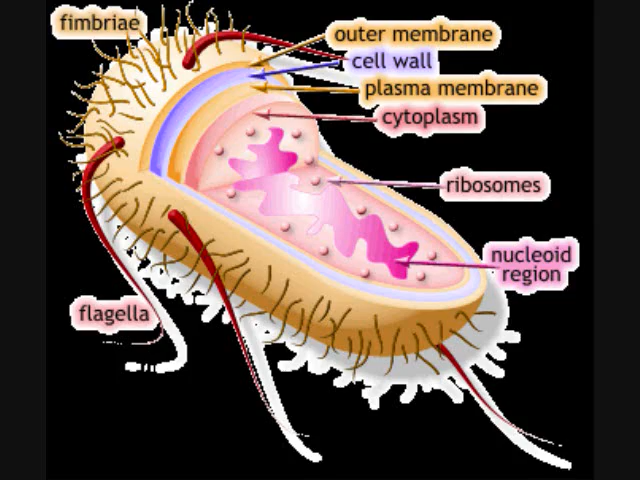 fimbriae
outer membrane
cell wall
plasma membrane
cytoplasm
ribosomes
nucleoid
region
flagella